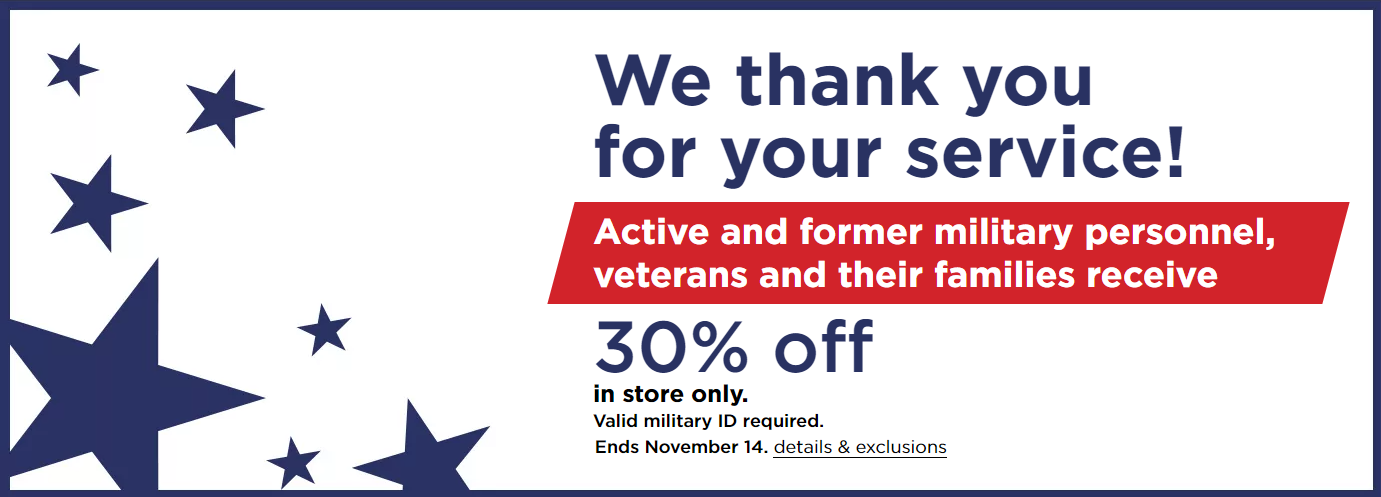 We thank you
for your service!
Active and former military personnel,
veterans and their families receive
30% off
in store only.
Valid military ID required.
Ends November 14. details & exclusions